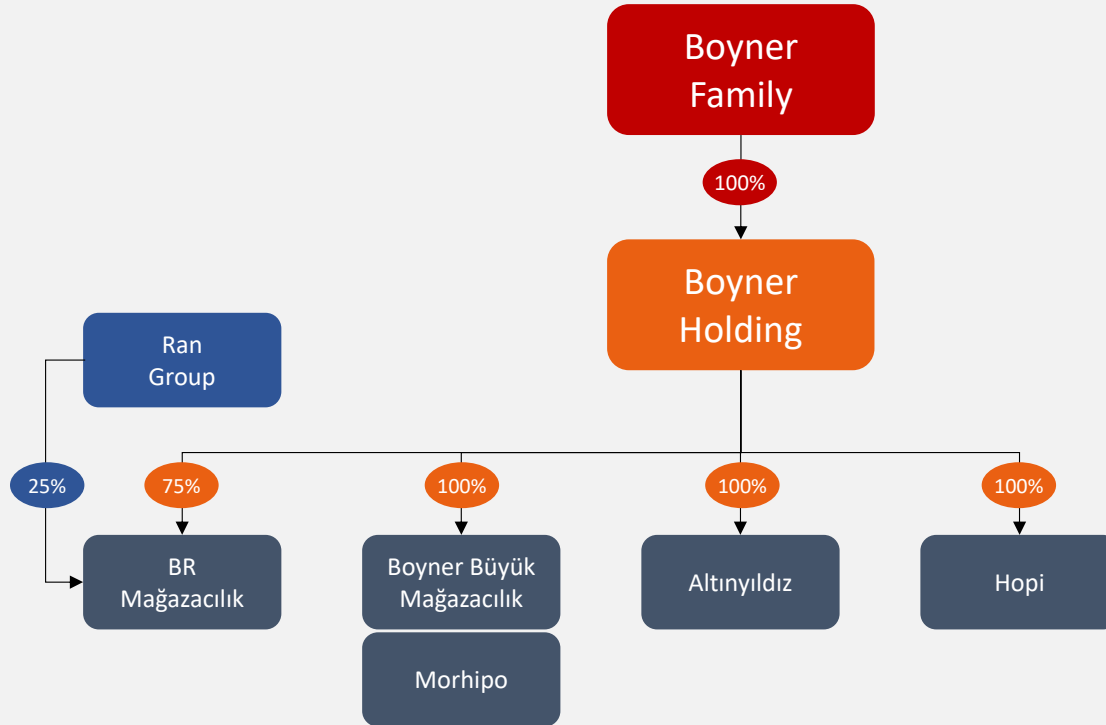 Boyner
Family
100%
Boyner
Holding
Ran
Group
25%
75%
100%
100%
100%
BR
Mağazacılık
Boyner Büyük
Mağazacılık
Altınyıldız
Hopi
Morhipo